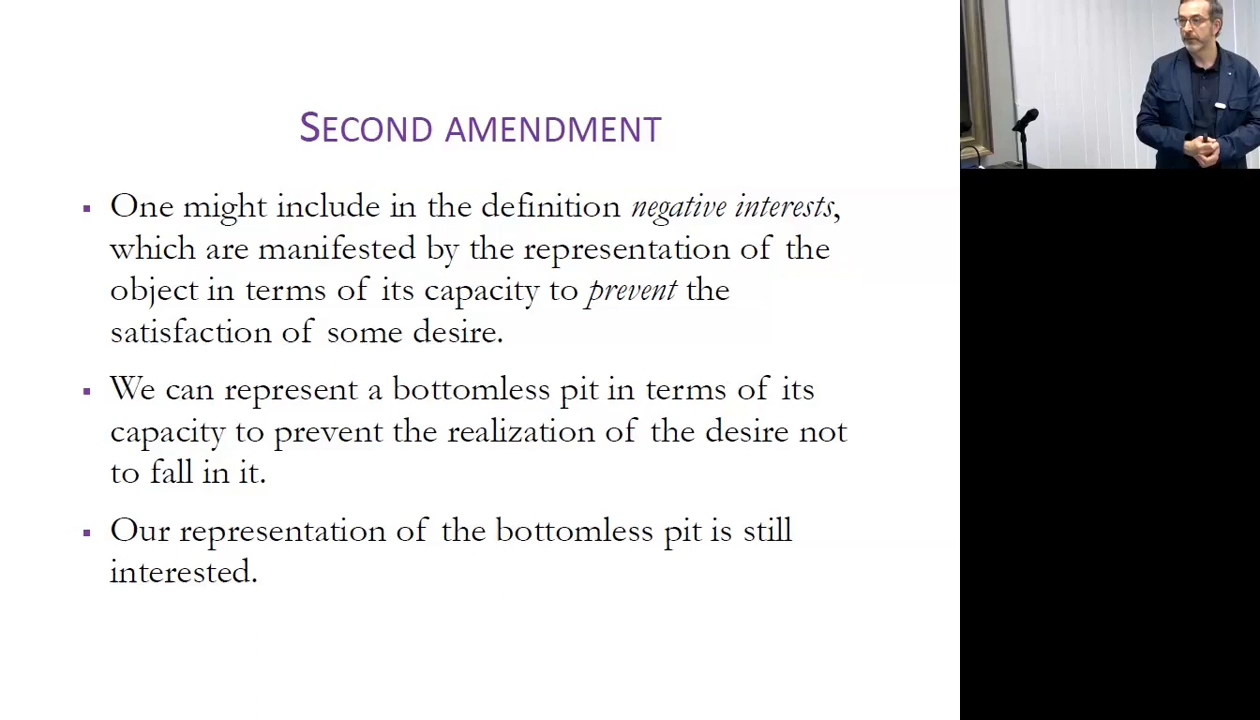 SECOND AMENDMENT
▪ One might include in the definition negative interests,
which are manifested by the representation of the
object in terms of its capacity to prevent the
satisfaction of some desire.
▪ We can represent a bottomless pit in terms of its
capacity to prevent the realization of the desire not
to fall in it.
▪ Our representation of the bottomless pit is still
interested.